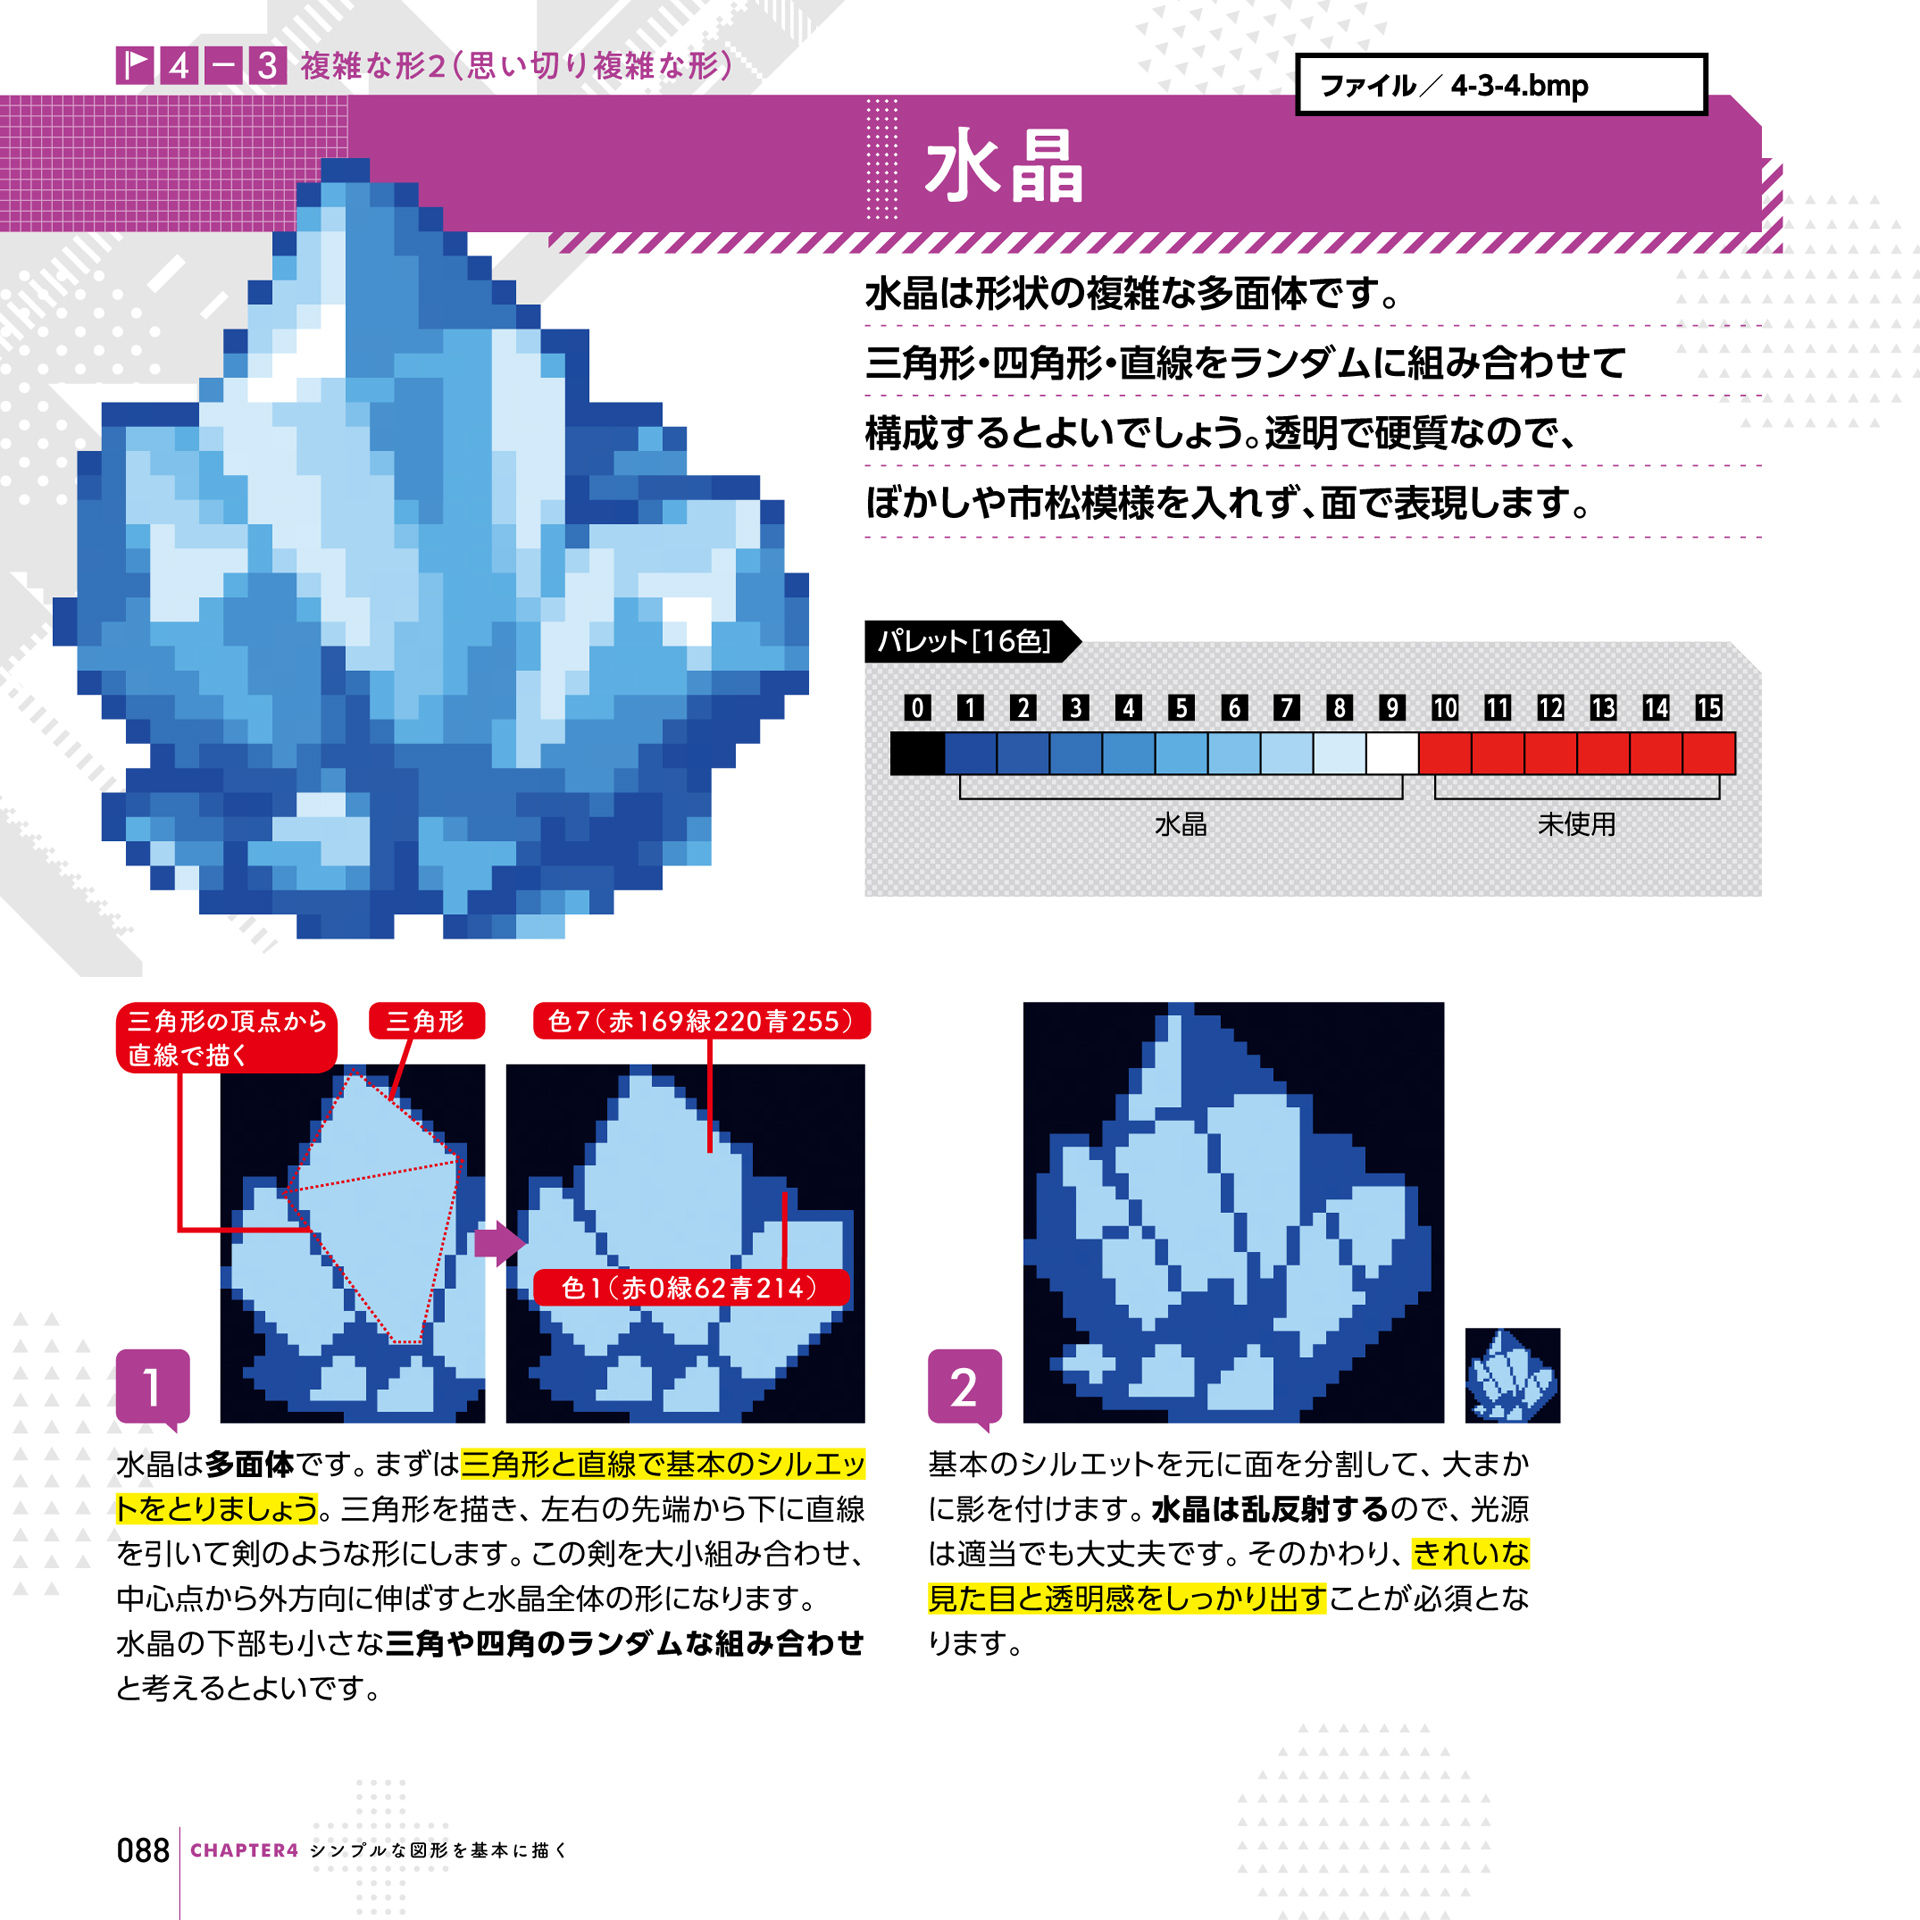 4-3 複雑な形2(思い切り複雑な形)
ファイル／ 4-3-4.bmp
水晶
水晶は形状の複雑な多面体です。
三角形・四角形・直線をランダムに組み合わせて
構成するとよいでしょう。透明で硬質なので、
ぼかしや市松模様を入れず、面で表現します。
パレット[16色]
0 1 2 3 4 5 6 7 8 9 10 11 12 13 14 15
水晶 未使用
三角形の頂点から
直線で描く
三角形
色7(赤169緑220青255)
色1(赤0緑62青214)
1
水晶は多面体です。まずは三角形と直線で基本のシルエッ
トをとりましょう。三角形を描き、左右の先端から下に直線
を引いて剣のような形にします。この剣を大小組み合わせ、
中心点から外方向に伸ばすと水晶全体の形になります。
水晶の下部も小さな三角や四角のランダムな組み合わせ
と考えるとよいです。
2
基本のシルエットを元に面を分割して、大まか
に影を付けます。水晶は乱反射するので、光源
は適当でも大丈夫です。そのかわり、きれいな
見た目と透明感をしっかり出すことが必須とな
ります。
088 CHAPTER4 シンプルな図形を基本に描く